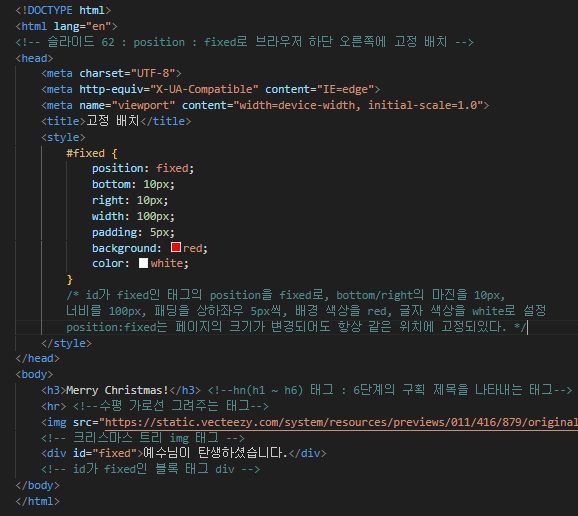 <!DOCTYPE html>
<html lang="en">
<!-- 슬라이드 62 : position : fixed로 브라우저 하단 오른쪽에 고정 배치 -->
<head>
    <meta charset="UTF-8">
    <meta http-equiv="X-UA-Compatible" content="IE=edge">
    <meta name="viewport" content="width=device-width, initial-scale=1.0">
    <title>고정 배치</title>
    <style>
        #fixed {
            position: fixed;
            bottom: 10px;
            right: 10px;
            width: 100px;
            padding: 5px;
            background: red;
            color: white;
        }
        /* id가 fixed인 태그의 position을 fixed로, bottom/right의 마진을 10px,
        너비를 100px, 패딩을 상하좌우 5px씩, 배경 색상을 red, 글자 색상을 white로 설정
        position:fixed는 페이지의 크기가 변경되어도 항상 같은 위치에 고정되있다. */
    </style>
</head>
<body>
    <h3>Merry Christmas!</h3> <!--hn(h1 ~ h6) 태그 : 6단계의 구획 제목을 나타내는 태그-->
    <hr> <!--수평 가로선 그려주는 태그-->
    <img src="https://static.vecteezy.com/system/resources/previews/011/416/879/original
    <!-- 크리스마스 트리 img 태그 -->
    <div id="fixed">예수님이 탄생하셨습니다.</div>
    <!-- id가 fixed인 블록 태그 div -->
</body>
</html>